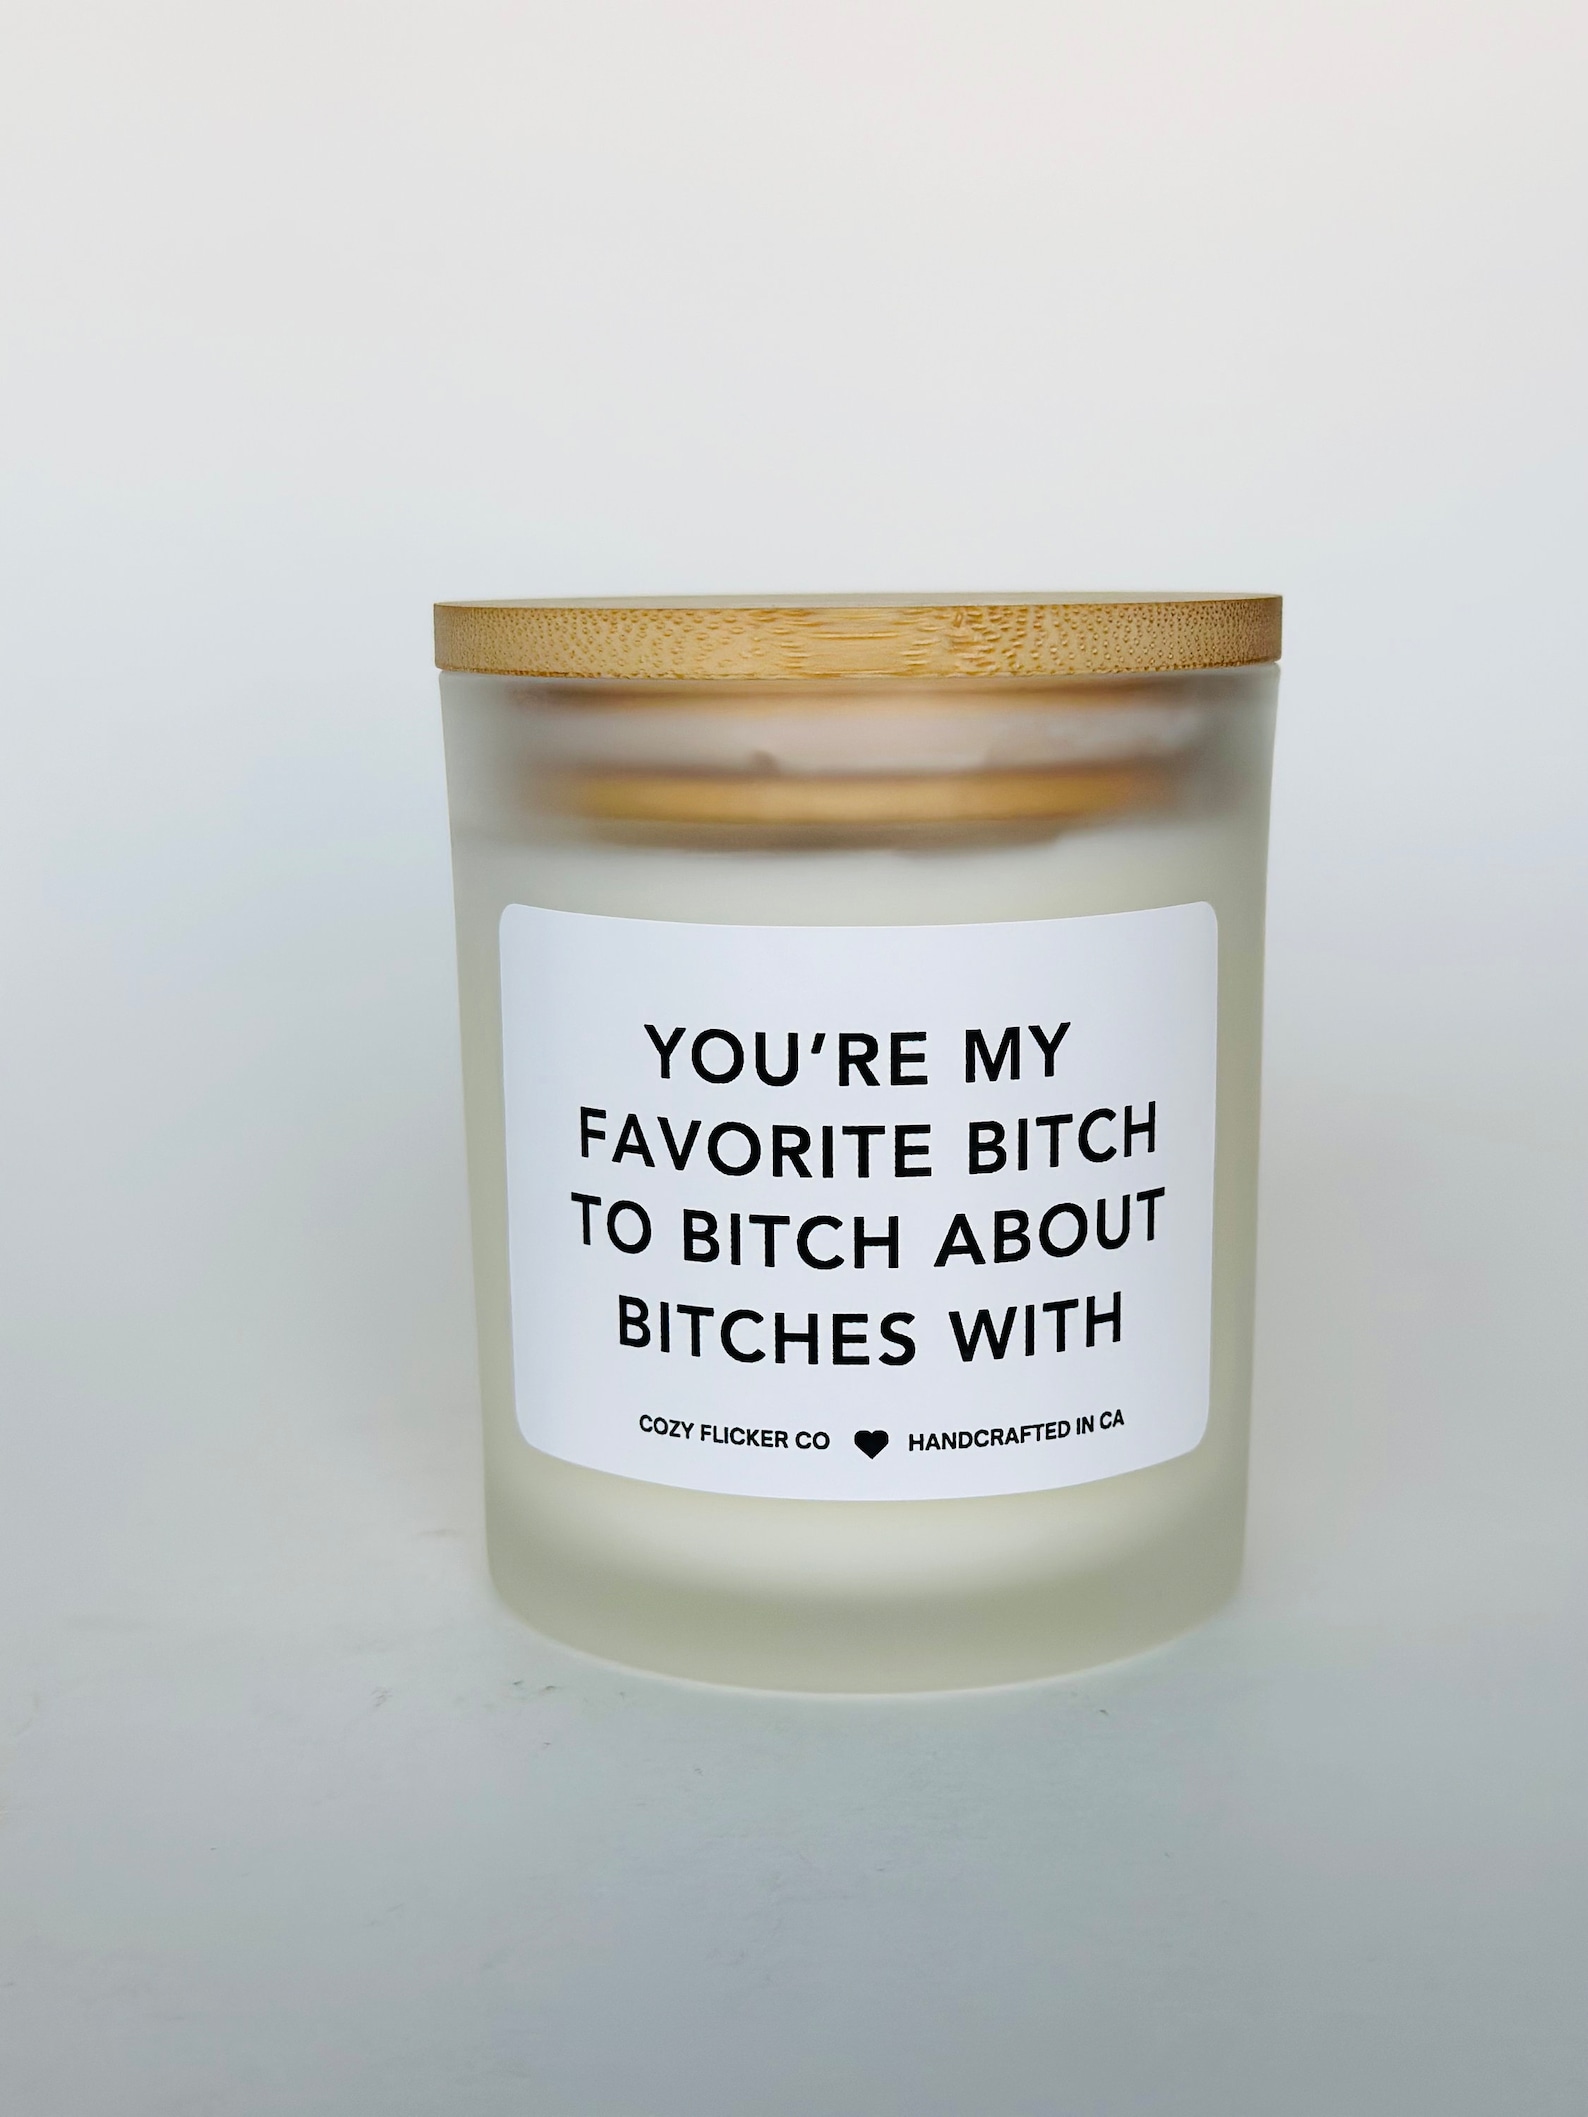 YOU’RE MY
FAVORITE BITCH
TO BITCH ABOUT
BITCHES WITH
COZY FLICKER CO ♥ HANDCRAFTED IN CA